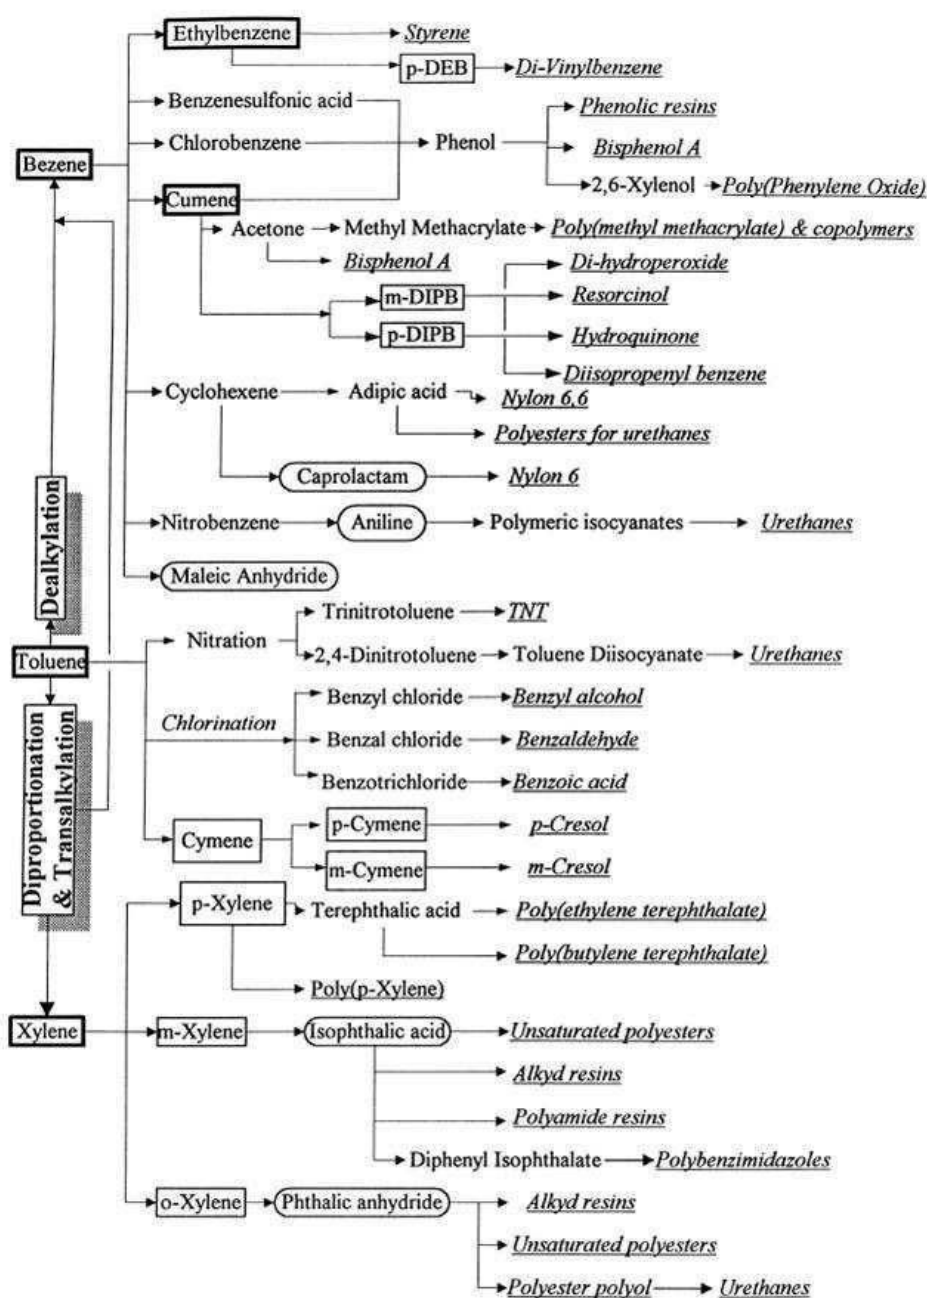 Ethylbenzene Styrene
p-DEB Di-Vinylbenzene
Benzenesulfonic acid Phenolic resins
Chlorobenzene Phenol Bisphenol A
Bezene
2,6-Xylenol Poly(Phenylene Oxide)
Cumene
Acetone Methyl Methacrylate Poly(methyl methacrylate) & copolymers
Bisphenol A Di-hydroperoxide
m-DIPB Resorcinol
p-DIPB Hydroquinone
Diisopropenyl benzene
Cyclohexene Adipic acid Nylon 6,6
Polyesters for urethanes
Caprolactam Nylon 6
Dealkylation
Nitrobenzene Aniline Polymeric isocyanates Urethanes
Maleic Anhydride
Trinitrotoluene TNT
Nitration
Toluene 2,4-Dinitrotoluene Toluene Diisocyanate Urethanes
Benzyl chloride Benzyl alcohol
Chlorination Benzal chloride Benzaldehyde
Benzotrichloride Benzoic acid
Diproportionation
& Transalkylation
Cymene p-Cymene p-Cresol
m-Cymene m-Cresol
p-Xylene Terephthalic acid Poly(ethylene terephthalate)
Poly(butylene terephthalate)
Poly(p-Xylene)
Xylene m-Xylene Isophthalic acid Unsaturated polyesters
Alkyd resins
Polyamide resins
Diphenyl Isophthalate Polybenzimidazoles
o-Xylene Phthalic anhydride Alkyd resins
Unsaturated polyesters
Polyester polyol Urethanes